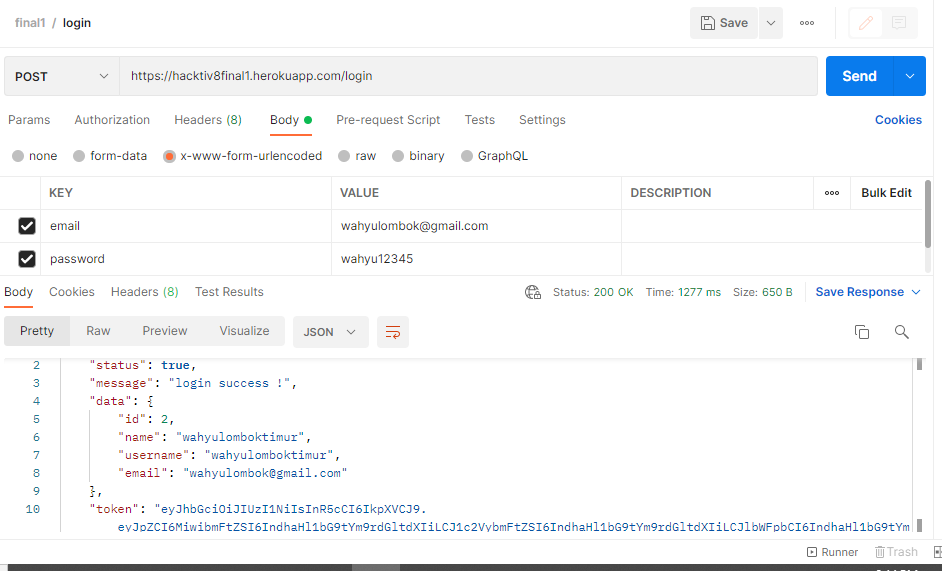 final1 / login
Save
POST
https://hacktiv8final1.herokuapp.com/login
Send
Params Authorization Headers (8) Body Pre-request Script Tests Settings Cookies
none form-data x-www-form-urlencoded raw binary GraphQL
KEY VALUE DESCRIPTION Bulk Edit
email wahyulombok@gmail.com
password wahyu12345
Body Cookies Headers (8) Test Results Status: 200 OK Time: 1277 ms Size: 650 B Save Response
Pretty Raw Preview Visualize JSON
2 "status": true,
3 "message": "login success !",
4 "data": {
5 "id": 2,
6 "name": "wahyulomboktimur",
7 "username": "wahyulomboktimur",
8 "email": "wahyulombok@gmail.com"
9 },
10 "token": "eyJhbGciOiJIUzI1NiIsInR5cCI6IkpXVCJ9.
eyJpZCI6MiwibmFtZSI6IndhaHl1bG9tYm9rdGltdXIiLCJ1c2VybmFtZSI6IndhaHl1bG9tYm9rdGltdXIiLCJlbWFpbCI6IndhaHl1bG9tYm
Runner Trash